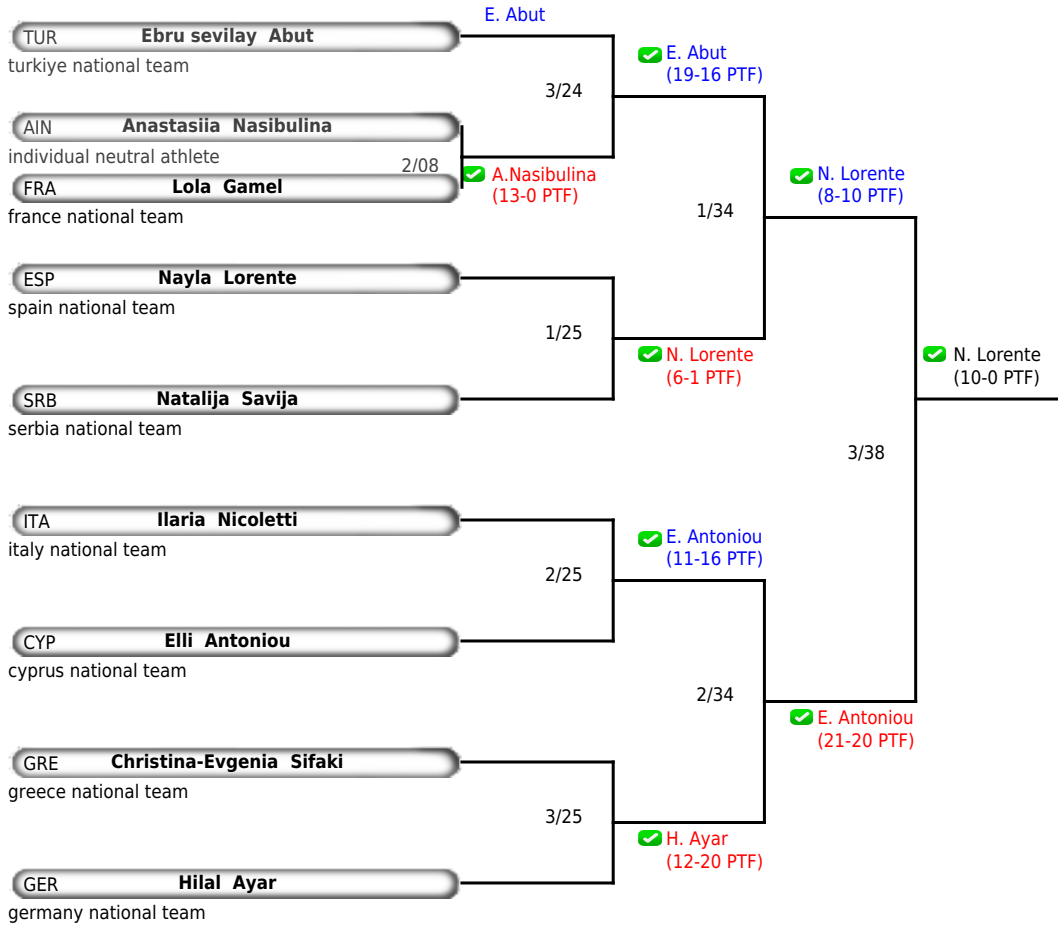 E. Abut
TUR Ebru sevilay Abut
turkiye national team
E. Abut
(19-16 PTF)
3/24
AIN Anastasiia Nasibulina
individual neutral athlete
2/08
A.Nasibulina
(13-0 PTF)
FRA Lola Gamel
france national team
N. Lorente
(8-10 PTF)
1/34
ESP Nayla Lorente
spain national team
1/25
N. Lorente
(6-1 PTF)
N. Lorente
(10-0 PTF)
SRB Natalija Savija
serbia national team
3/38
ITA Ilaria Nicoletti
italy national team
E. Antoniou
(11-16 PTF)
2/25
CYP Elli Antoniou
cyprus national team
2/34
E. Antoniou
(21-20 PTF)
GRE Christina-Evgenia Sifaki
greece national team
3/25
H. Ayar
(12-20 PTF)
GER Hilal Ayar
germany national team